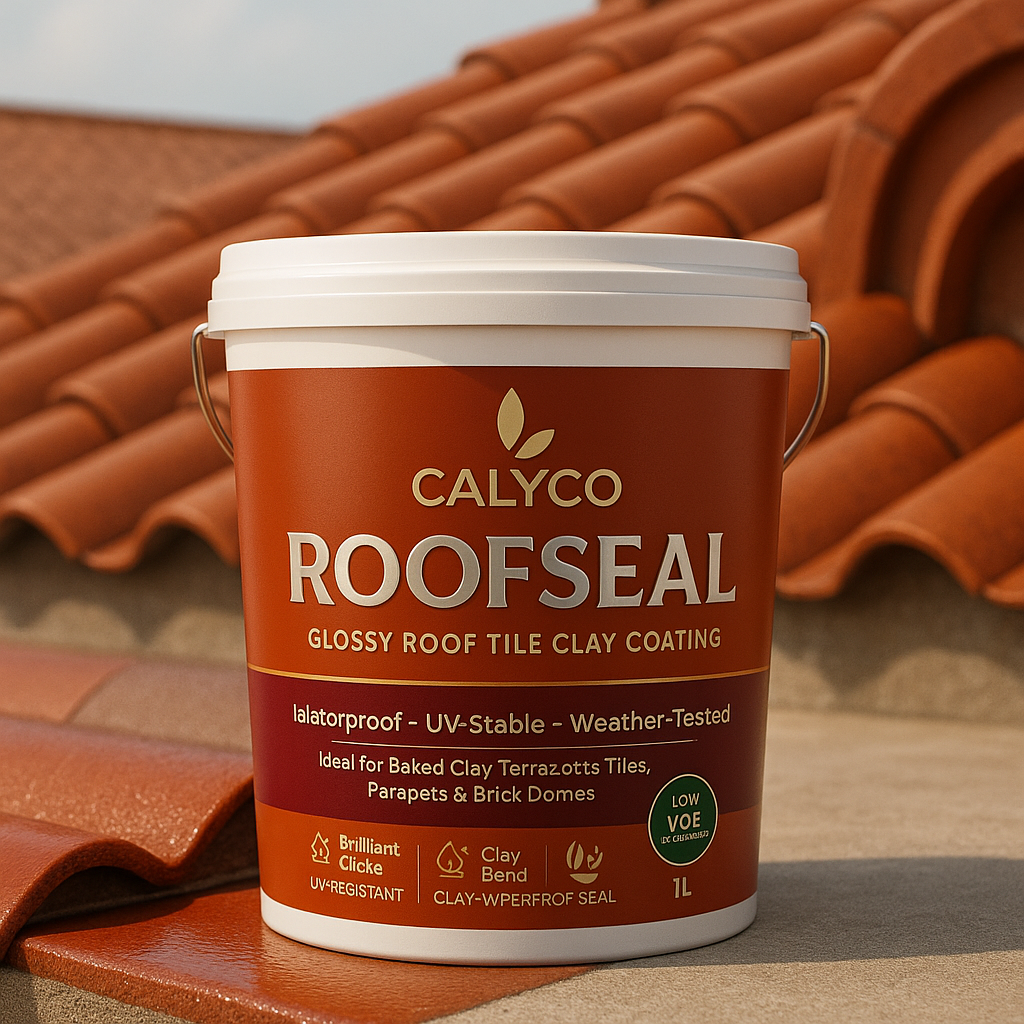 CALYCO
ROOFSEAL
GLOSSY ROOF TILE CLAY COATING
lalatorproof - UV-Stable - Weather-Tested
Ideal for Baked Clay Terrazotts Tiles,
Parapets & Brick Domes
LOW
VOE
Brilliant
Clicke
UV-REGISTANT
Clay
Bend
CLAY-WPERFROF SEAL
1L